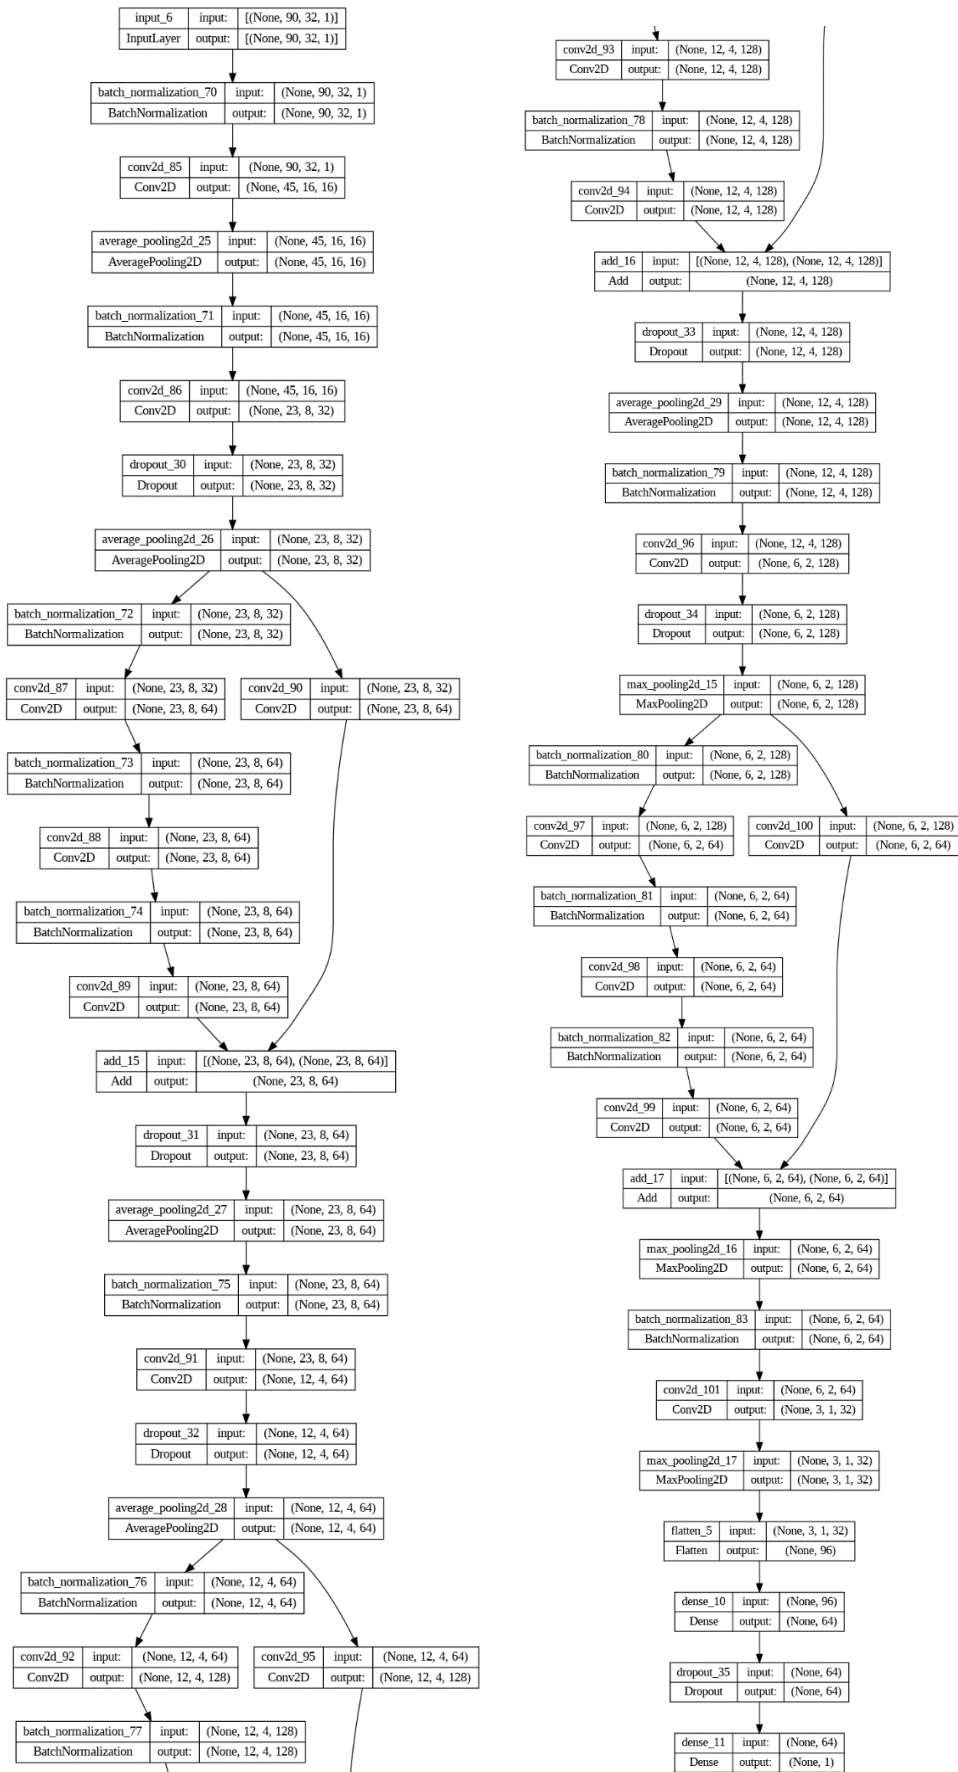 input_6 input: [(None, 90, 32, 1)]
InputLayer output: [(None, 90, 32, 1)]
batch_normalization_70 input: (None, 90, 32, 1)
BatchNormalization output: (None, 90, 32, 1)
conv2d_85 input: (None, 90, 32, 1)
Conv2D output: (None, 45, 16, 16)
average_pooling2d_25 input: (None, 45, 16, 16)
AveragePooling2D output: (None, 45, 16, 16)
batch_normalization_71 input: (None, 45, 16, 16)
BatchNormalization output: (None, 45, 16, 16)
conv2d_86 input: (None, 45, 16, 16)
Conv2D output: (None, 23, 8, 32)
dropout_30 input: (None, 23, 8, 32)
Dropout output: (None, 23, 8, 32)
average_pooling2d_26 input: (None, 23, 8, 32)
AveragePooling2D output: (None, 23, 8, 32)
batch_normalization_72 input: (None, 23, 8, 32)
BatchNormalization output: (None, 23, 8, 32)
conv2d_87 input: (None, 23, 8, 32)
Conv2D output: (None, 23, 8, 64)
conv2d_90 input: (None, 23, 8, 32)
Conv2D output: (None, 23, 8, 64)
batch_normalization_73 input: (None, 23, 8, 64)
BatchNormalization output: (None, 23, 8, 64)
conv2d_88 input: (None, 23, 8, 64)
Conv2D output: (None, 23, 8, 64)
batch_normalization_74 input: (None, 23, 8, 64)
BatchNormalization output: (None, 23, 8, 64)
conv2d_89 input: (None, 23, 8, 64)
Conv2D output: (None, 23, 8, 64)
add_15 input: [(None, 23, 8, 64), (None, 23, 8, 64)]
Add output: (None, 23, 8, 64)
dropout_31 input: (None, 23, 8, 64)
Dropout output: (None, 23, 8, 64)
average_pooling2d_27 input: (None, 23, 8, 64)
AveragePooling2D output: (None, 23, 8, 64)
batch_normalization_75 input: (None, 23, 8, 64)
BatchNormalization output: (None, 23, 8, 64)
conv2d_91 input: (None, 23, 8, 64)
Conv2D output: (None, 12, 4, 64)
dropout_32 input: (None, 12, 4, 64)
Dropout output: (None, 12, 4, 64)
average_pooling2d_28 input: (None, 12, 4, 64)
AveragePooling2D output: (None, 12, 4, 64)
batch_normalization_76 input: (None, 12, 4, 64)
BatchNormalization output: (None, 12, 4, 64)
conv2d_92 input: (None, 12, 4, 64)
Conv2D output: (None, 12, 4, 128)
conv2d_95 input: (None, 12, 4, 64)
Conv2D output: (None, 12, 4, 128)
batch_normalization_77 input: (None, 12, 4, 128)
BatchNormalization output: (None, 12, 4, 128)
conv2d_93 input: (None, 12, 4, 128)
Conv2D output: (None, 12, 4, 128)
batch_normalization_78 input: (None, 12, 4, 128)
BatchNormalization output: (None, 12, 4, 128)
conv2d_94 input: (None, 12, 4, 128)
Conv2D output: (None, 12, 4, 128)
add_16 input: [(None, 12, 4, 128), (None, 12, 4, 128)]
Add output: (None, 12, 4, 128)
dropout_33 input: (None, 12, 4, 128)
Dropout output: (None, 12, 4, 128)
average_pooling2d_29 input: (None, 12, 4, 128)
AveragePooling2D output: (None, 12, 4, 128)
batch_normalization_79 input: (None, 12, 4, 128)
BatchNormalization output: (None, 12, 4, 128)
conv2d_96 input: (None, 12, 4, 128)
Conv2D output: (None, 6, 2, 128)
dropout_34 input: (None, 6, 2, 128)
Dropout output: (None, 6, 2, 128)
max_pooling2d_15 input: (None, 6, 2, 128)
MaxPooling2D output: (None, 6, 2, 128)
batch_normalization_80 input: (None, 6, 2, 128)
BatchNormalization output: (None, 6, 2, 128)
conv2d_97 input: (None, 6, 2, 128)
Conv2D output: (None, 6, 2, 64)
conv2d_100 input: (None, 6, 2, 128)
Conv2D output: (None, 6, 2, 64)
batch_normalization_81 input: (None, 6, 2, 64)
BatchNormalization output: (None, 6, 2, 64)
conv2d_98 input: (None, 6, 2, 64)
Conv2D output: (None, 6, 2, 64)
batch_normalization_82 input: (None, 6, 2, 64)
BatchNormalization output: (None, 6, 2, 64)
conv2d_99 input: (None, 6, 2, 64)
Conv2D output: (None, 6, 2, 64)
add_17 input: [(None, 6, 2, 64), (None, 6, 2, 64)]
Add output: (None, 6, 2, 64)
max_pooling2d_16 input: (None, 6, 2, 64)
MaxPooling2D output: (None, 6, 2, 64)
batch_normalization_83 input: (None, 6, 2, 64)
BatchNormalization output: (None, 6, 2, 64)
conv2d_101 input: (None, 6, 2, 64)
Conv2D output: (None, 3, 1, 32)
max_pooling2d_17 input: (None, 3, 1, 32)
MaxPooling2D output: (None, 3, 1, 32)
flatten_5 input: (None, 3, 1, 32)
Flatten output: (None, 96)
dense_10 input: (None, 96)
Dense output: (None, 64)
dropout_35 input: (None, 64)
Dropout output: (None, 64)
dense_11 input: (None, 64)
Dense output: (None, 1)